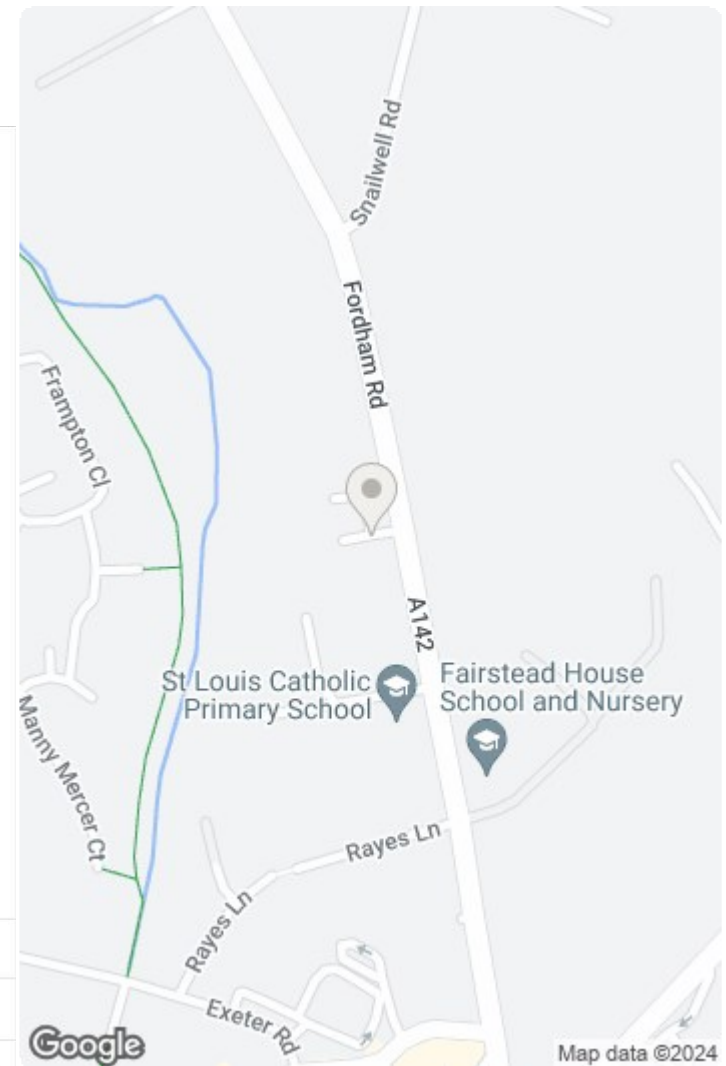 Snailwell Rd
Fordham Rd
Frampton Cl
A142
St Louis Catholic
Primary School
Fairstead House
School and Nursery
Manny Mercer Ct
Rayes Ln
Rayes Ln
Exeter Rd
Google
Map data ©2024